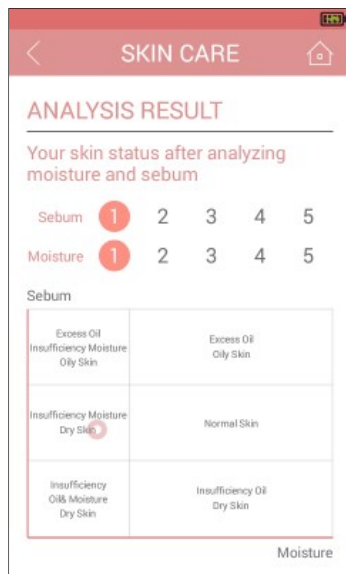 SKIN CARE
ANALYSIS RESULT
Your skin status after analyzing
moisture and sebum
Sebum 1 2 3 4 5
Moisture 1 2 3 4 5
Sebum
Excess Oil
Insufficiency Moisture
Oily Skin
Excess Oil
Oily Skin
Insufficiency Moisture
Dry Skin
Normal Skin
Insufficiency
Oil& Moisture
Dry Skin
Insufficiency Oil
Dry Skin
Moisture